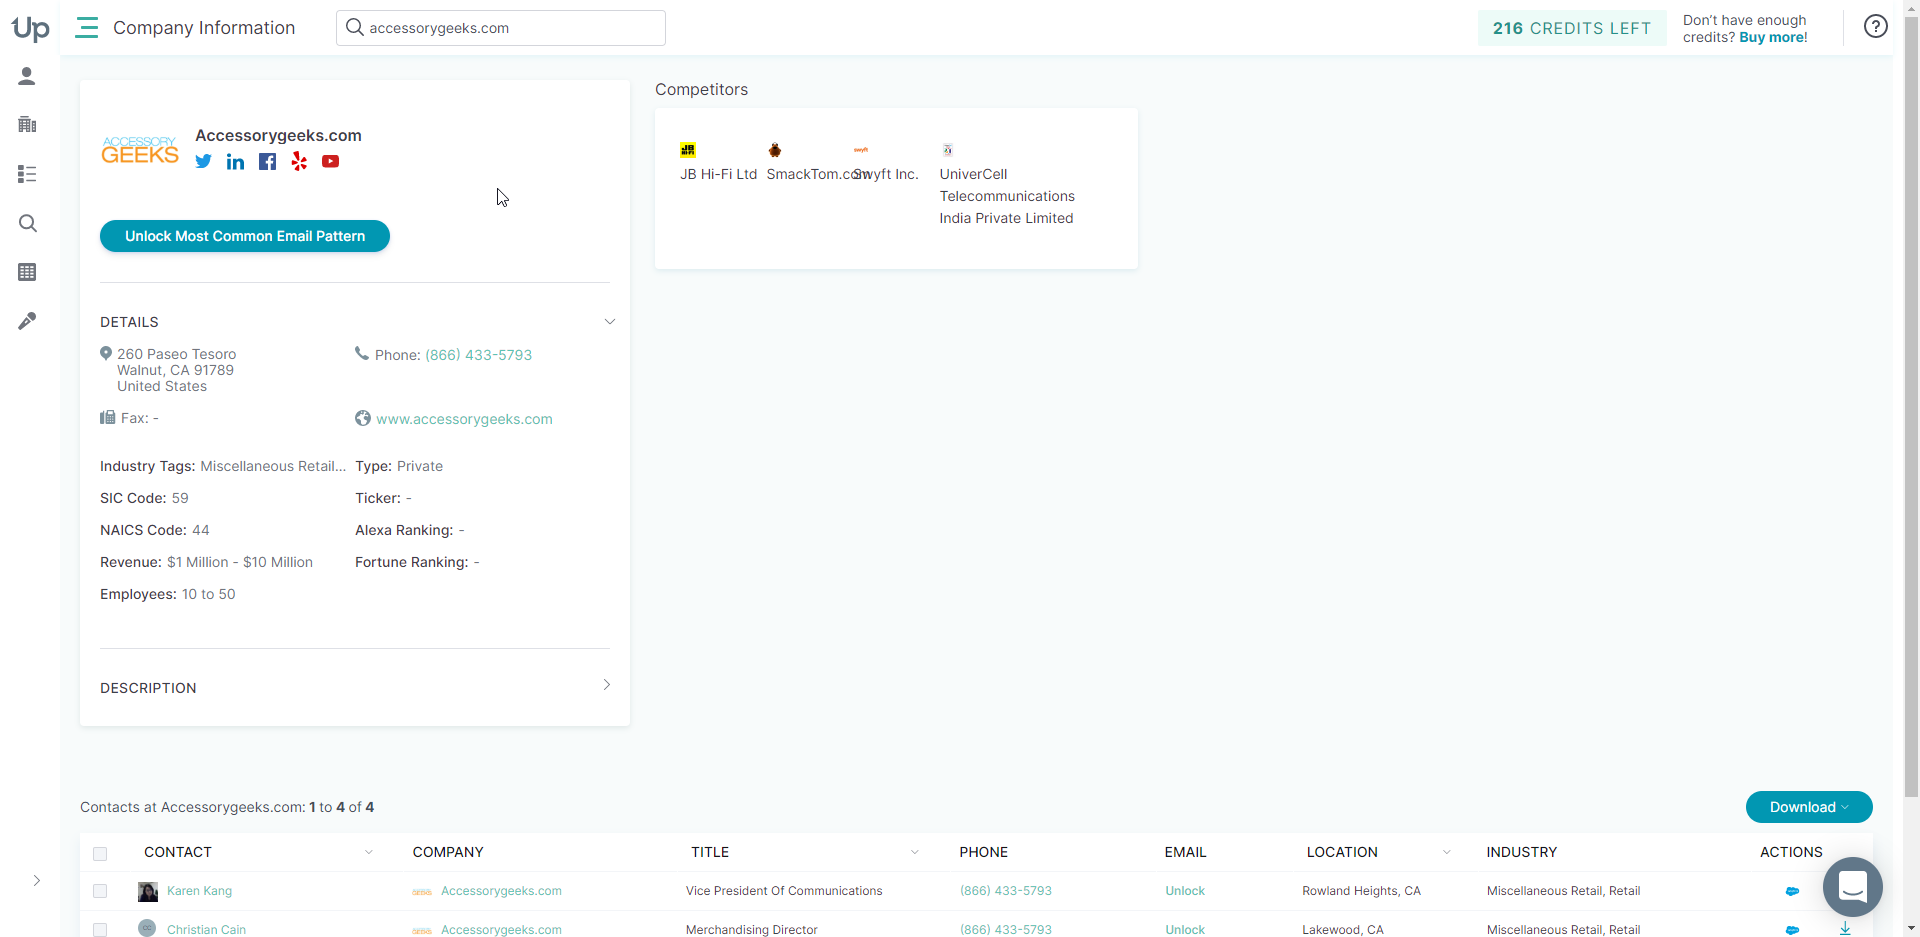 Up
Company Information
accessorygeeks.com
216 CREDITS LEFT
Don't have enough
credits? Buy more!
ACCESSORY
GEEKS
Accessorygeeks.com
Unlock Most Common Email Pattern
DETAILS
260 Paseo Tesoro
Walnut, CA 91789
United States
Phone: (866) 433-5793
Fax: -
www.accessorygeeks.com
Industry Tags: Miscellaneous Retail...
Type: Private
SIC Code: 59
Ticker: -
NAICS Code: 44
Alexa Ranking: -
Revenue: $1 Million - $10 Million
Fortune Ranking: -
Employees: 10 to 50
DESCRIPTION
Competitors
JB Hi-Fi Ltd
SmackTom.com
Swyft Inc.
UniverCell
Telecommunications
India Private Limited
Contacts at Accessorygeeks.com: 1 to 4 of 4
Download
CONTACT COMPANY TITLE PHONE EMAIL LOCATION INDUSTRY ACTIONS
Karen Kang Accessorygeeks.com Vice President Of Communications (866) 433-5793 Unlock Rowland Heights, CA Miscellaneous Retail, Retail
CC Christian Cain Accessorygeeks.com Merchandising Director (866) 433-5793 Unlock Lakewood, CA Miscellaneous Retail, Retail